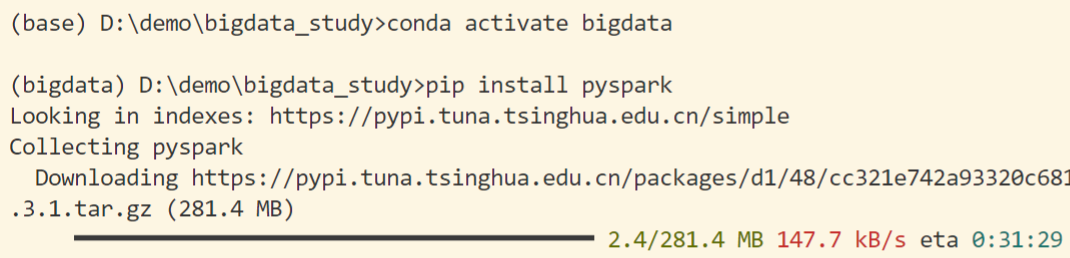 (base) D:\demo\bigdata_study>conda activate bigdata
(bigdata) D:\demo\bigdata_study>pip install pyspark
Looking in indexes: https://pypi.tuna.tsinghua.edu.cn/simple
Collecting pyspark
Downloading https://pypi.tuna.tsinghua.edu.cn/packages/d1/48/cc321e742a93320c681
.3.1.tar.gz (281.4 MB)
2.4/281.4 MB 147.7 kB/s eta 0:31:29